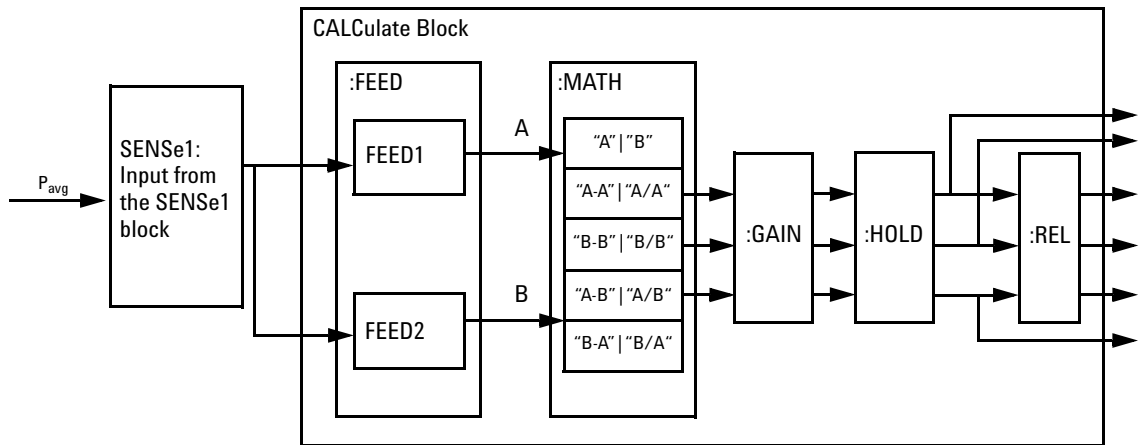 CALCulate Block
:FEED
:MATH
SENSe1:
Input from
the SENSe1
block
Pavg
FEED1
A
“A”|”B”
“A-A”|“A/A“
“B-B”|“B/B“
“A-B”|“A/B“
“B-A”|“B/A“
:GAIN
:HOLD
:REL
B
FEED2